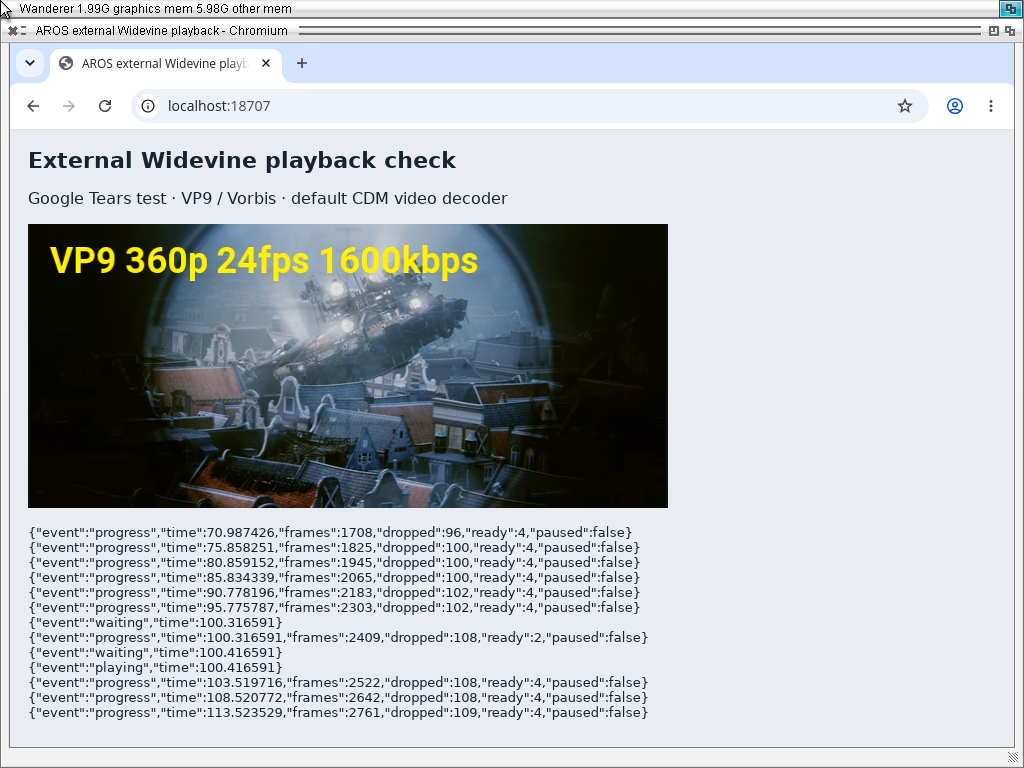 Wanderer 1.99G graphics mem 5.98G other mem
AROS external Widevine playback - Chromium
AROS external Widevine playb
localhost:18707
External Widevine playback check
Google Tears test · VP9 / Vorbis · default CDM video decoder
VP9 360p 24fps 1600kbps
{"event":"progress","time":70.987426,"frames":1708,"dropped":96,"ready":4,"paused":false}
{"event":"progress","time":75.858251,"frames":1825,"dropped":100,"ready":4,"paused":false}
{"event":"progress","time":80.859152,"frames":1945,"dropped":100,"ready":4,"paused":false}
{"event":"progress","time":85.834339,"frames":2065,"dropped":100,"ready":4,"paused":false}
{"event":"progress","time":90.778196,"frames":2183,"dropped":102,"ready":4,"paused":false}
{"event":"progress","time":95.775787,"frames":2303,"dropped":102,"ready":4,"paused":false}
{"event":"waiting","time":100.316591}
{"event":"progress","time":100.316591,"frames":2409,"dropped":108,"ready":2,"paused":false}
{"event":"waiting","time":100.416591}
{"event":"playing","time":100.416591}
{"event":"progress","time":103.519716,"frames":2522,"dropped":108,"ready":4,"paused":false}
{"event":"progress","time":108.520772,"frames":2642,"dropped":108,"ready":4,"paused":false}
{"event":"progress","time":113.523529,"frames":2761,"dropped":109,"ready":4,"paused":false}